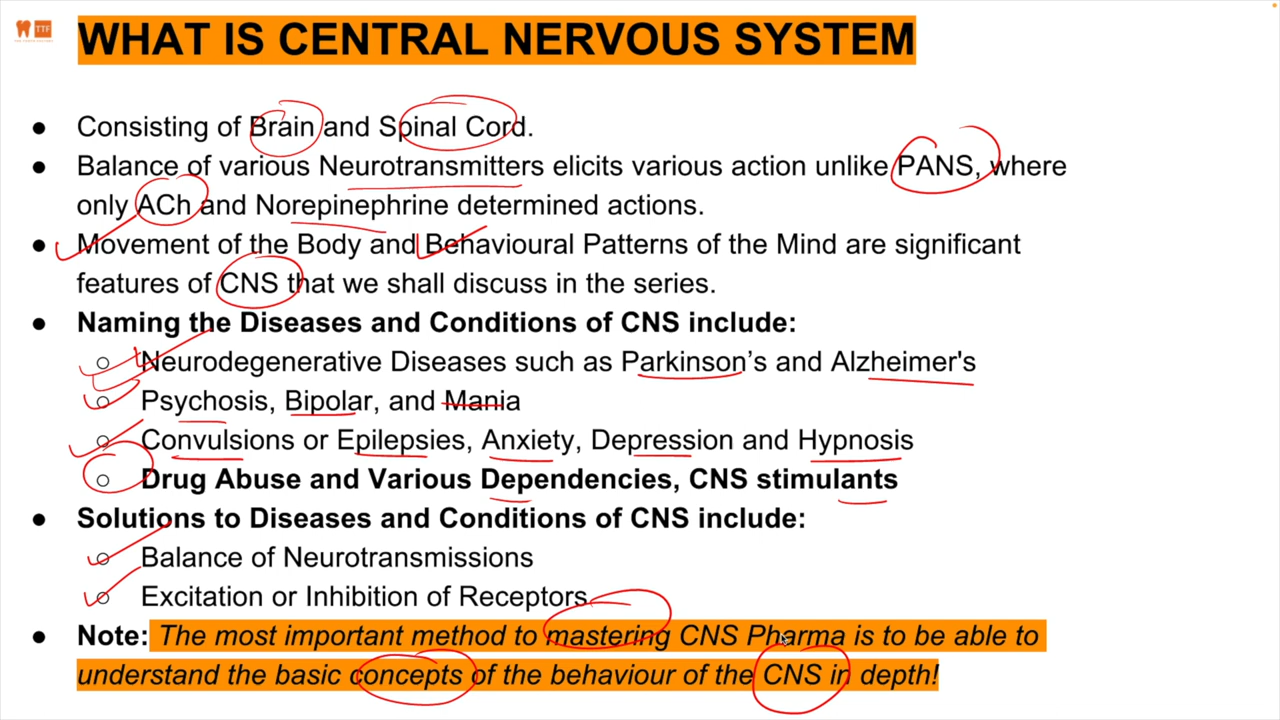 TTF
WHAT IS CENTRAL NERVOUS SYSTEM
● Consisting of Brain and Spinal Cord.
● Balance of various Neurotransmitters elicits various action unlike PANS, where
only ACh and Norepinephrine determined actions.
● Movement of the Body and Behavioural Patterns of the Mind are significant
features of CNS that we shall discuss in the series.
● Naming the Diseases and Conditions of CNS include:
○ Neurodegenerative Diseases such as Parkinson's and Alzheimer's
○ Psychosis, Bipolar, and Mania
○ Convulsions or Epilepsies, Anxiety, Depression and Hypnosis
○ Drug Abuse and Various Dependencies, CNS stimulants
● Solutions to Diseases and Conditions of CNS include:
○ Balance of Neurotransmissions
○ Excitation or Inhibition of Receptors
● Note: The most important method to mastering CNS Pharma is to be able to
understand the basic concepts of the behaviour of the CNS in depth!